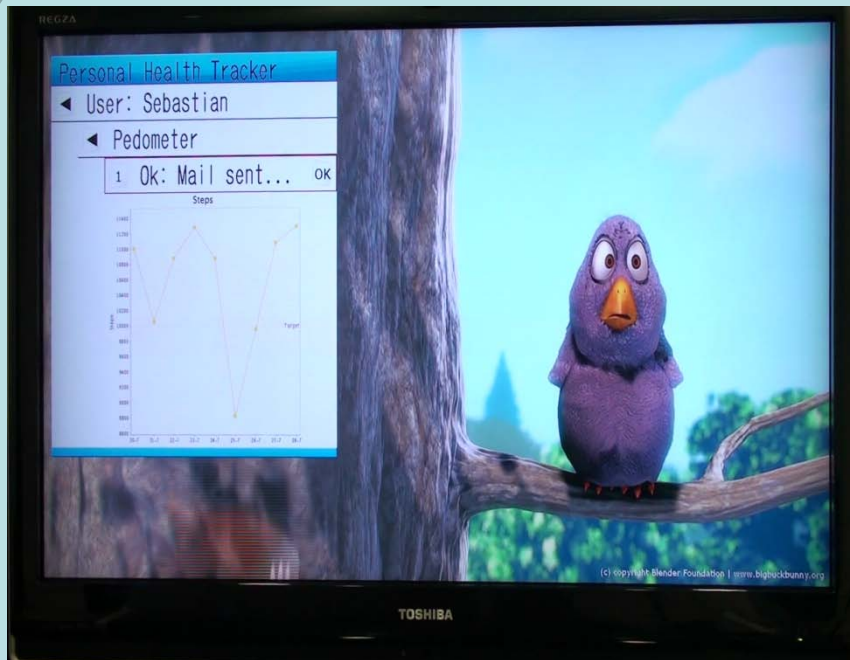 REGZA
Personal Health Tracker
◀ User: Sebastian
◀ Pedometer
1 Ok: Mail sent... OK
Steps
Steps
Target
(c) copyright Blender Foundation | www.bigbuckbunny.org
TOSHIBA